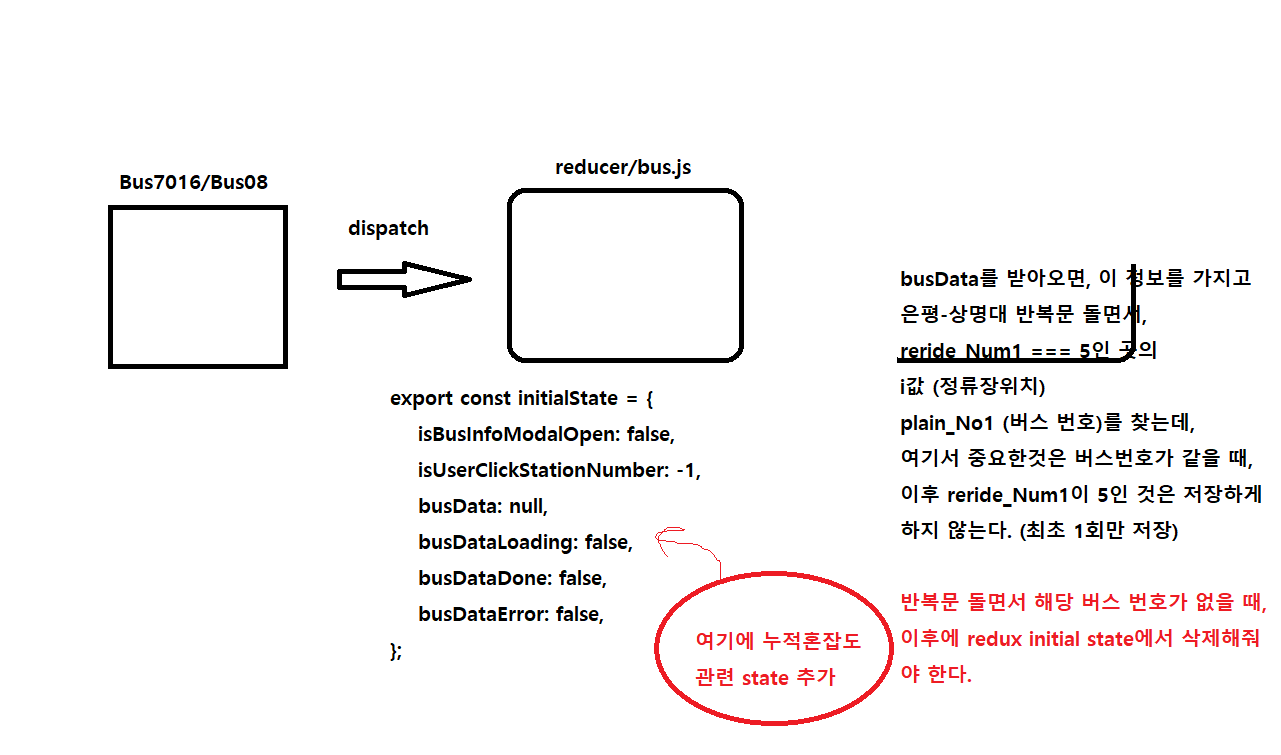 Bus7016/Bus08
dispatch
reducer/bus.js
export const initialState = {
isBusInfoModalOpen: false,
isUserClickStationNumber: -1,
busData: null,
busDataLoading: false,
busDataDone: false,
busDataError: false,
};
여기에 누적혼잡도
관련 state 추가
busData를 받아오면, 이 정보를 가지고
은평-상명대 반복문 돌면서,
reride_Num1 === 5인 곳의
i값 (정류장위치)
plain_No1 (버스 번호)를 찾는데,
여기서 중요한것은 버스번호가 같을 때,
이후 reride_Num1이 5인 것은 저장하게
하지 않는다. (최초 1회만 저장)
반복문 돌면서 해당 버스 번호가 없을 때,
이후에 redux initial state에서 삭제해줘
야 한다.